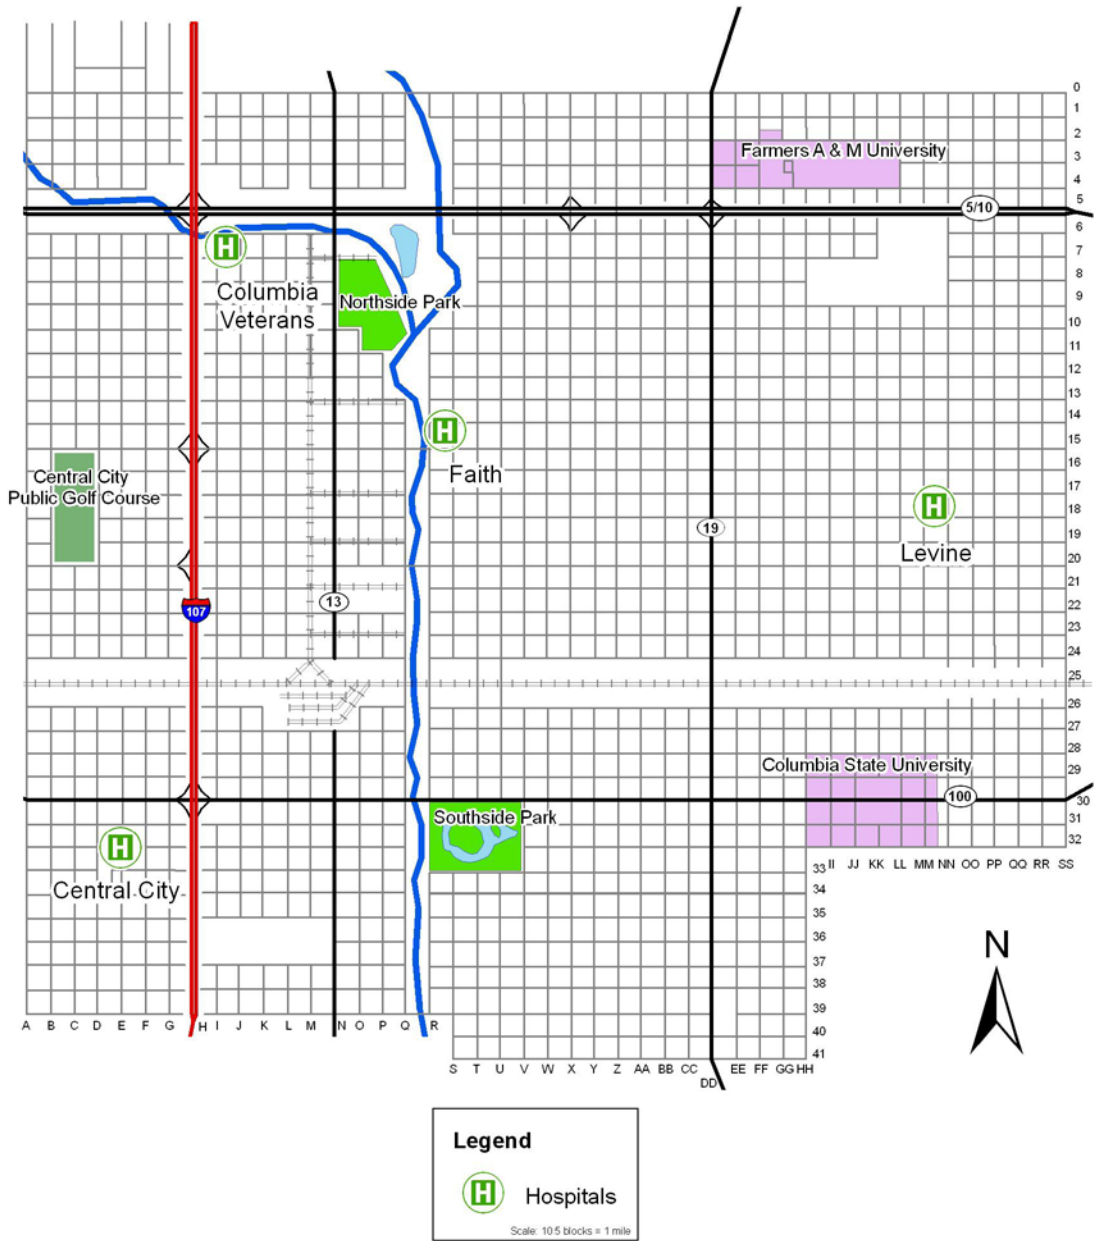 0
1
2
3
4
5
6
7
8
9
10
11
12
13
14
15
16
17
18
19
20
21
22
23
24
25
26
27
28
29
30
31
32
Farmers A & M University
5/10
H
Columbia
Veterans
Northside Park
H
Faith
Central City
Public Golf Course
H
Levine
19
13
107
Columbia State University
100
Southside Park
H
Central City
33 II JJ KK LL MM NN OO PP QQ RR SS
34
35
36
37
38
39
40
41
N
A B C D E F G H I J K L M N O P Q R
S T U V W X Y Z AA BB CC DD EE FF GG HH
Legend
H Hospitals
Scale: 10.5 blocks = 1 mile